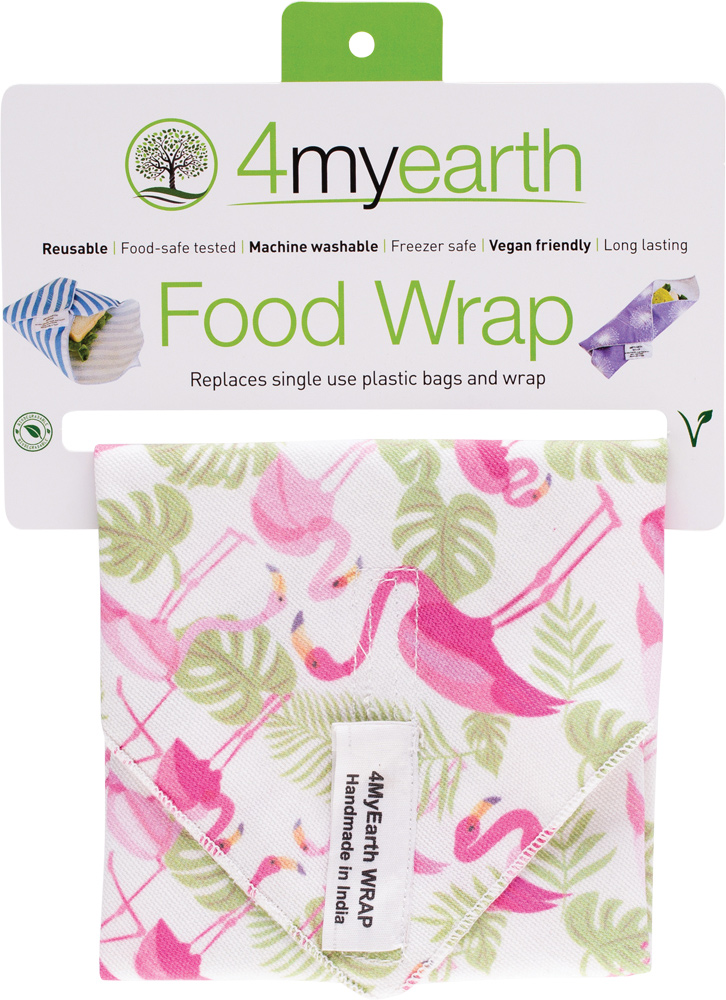 4myearth
Reusable | Food-safe tested | Machine washable | Freezer safe | Vegan friendly | Long lasting
Food Wrap
Replaces single use plastic bags and wrap
4MyEarth WRAP
Handmade in India